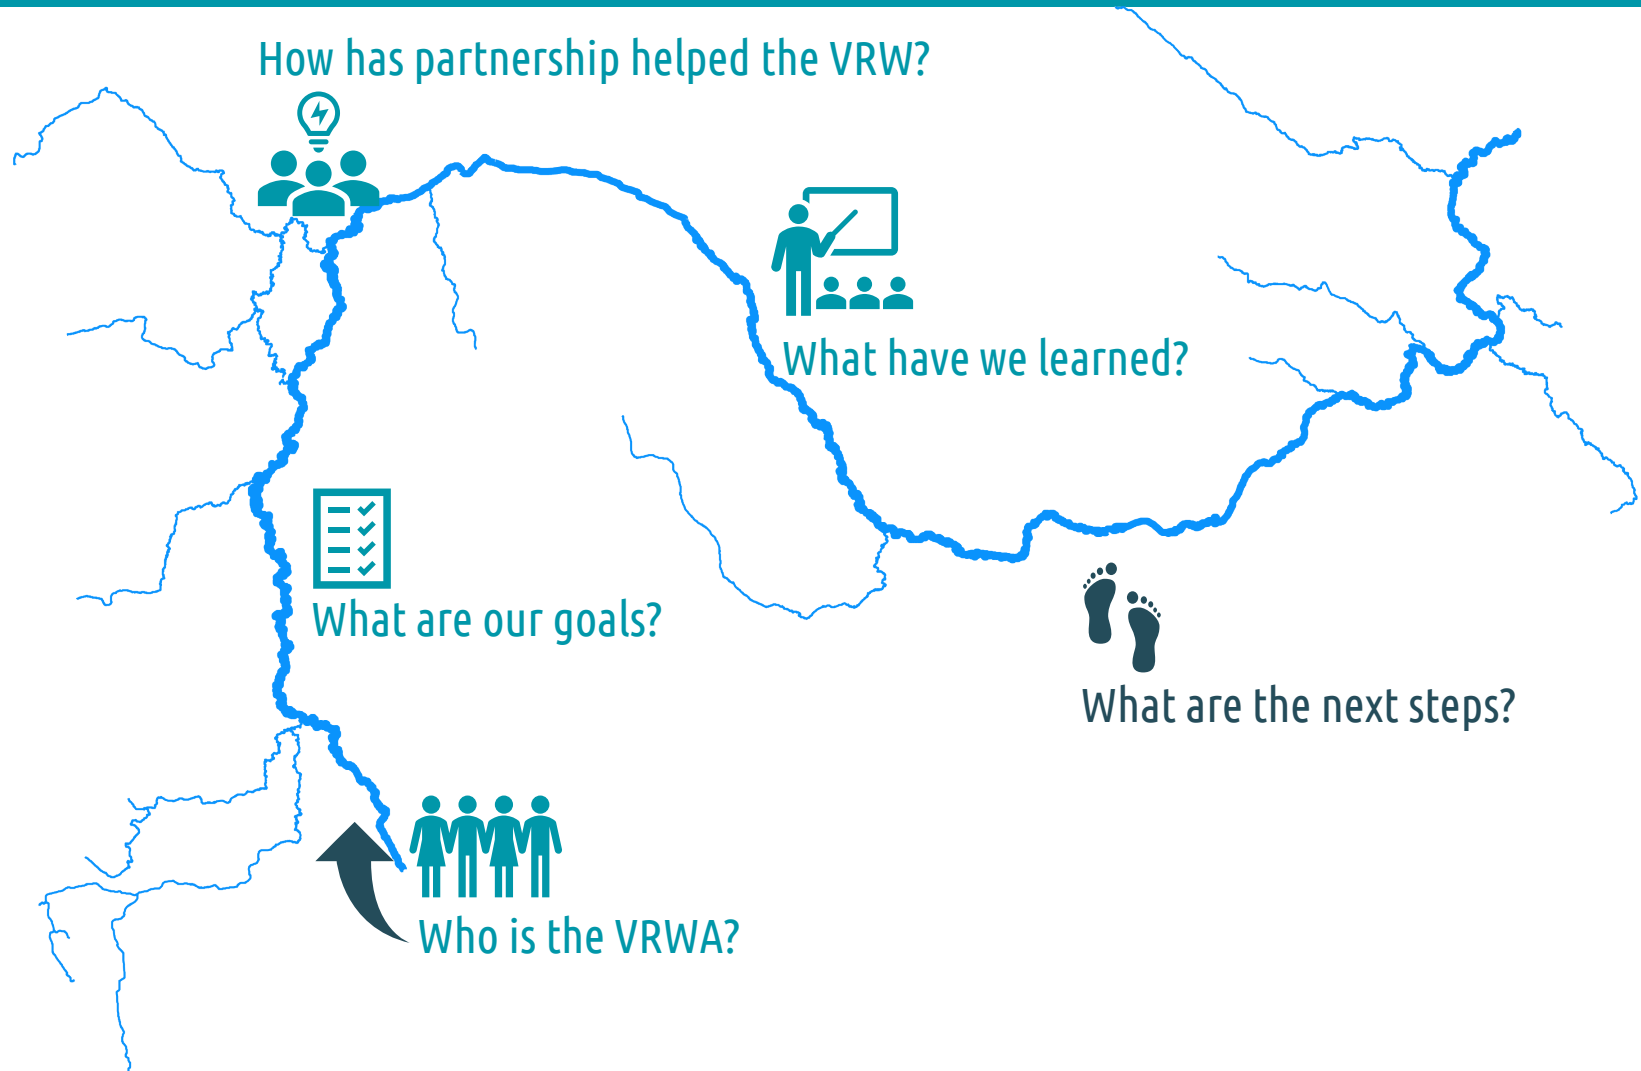 How has partnership helped the VRW?
What have we learned?
What are our goals?
What are the next steps?
Who is the VRWA?